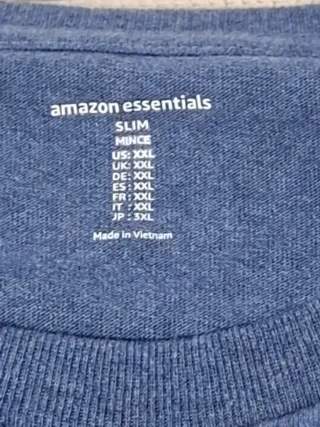 amazon essentials
SLIM
MINCE
US: XXL
UK: XXL
DE: XXL
ES: XXL
FR: XXL
IT : XXL
JP : 3XL
Made in Vietnam